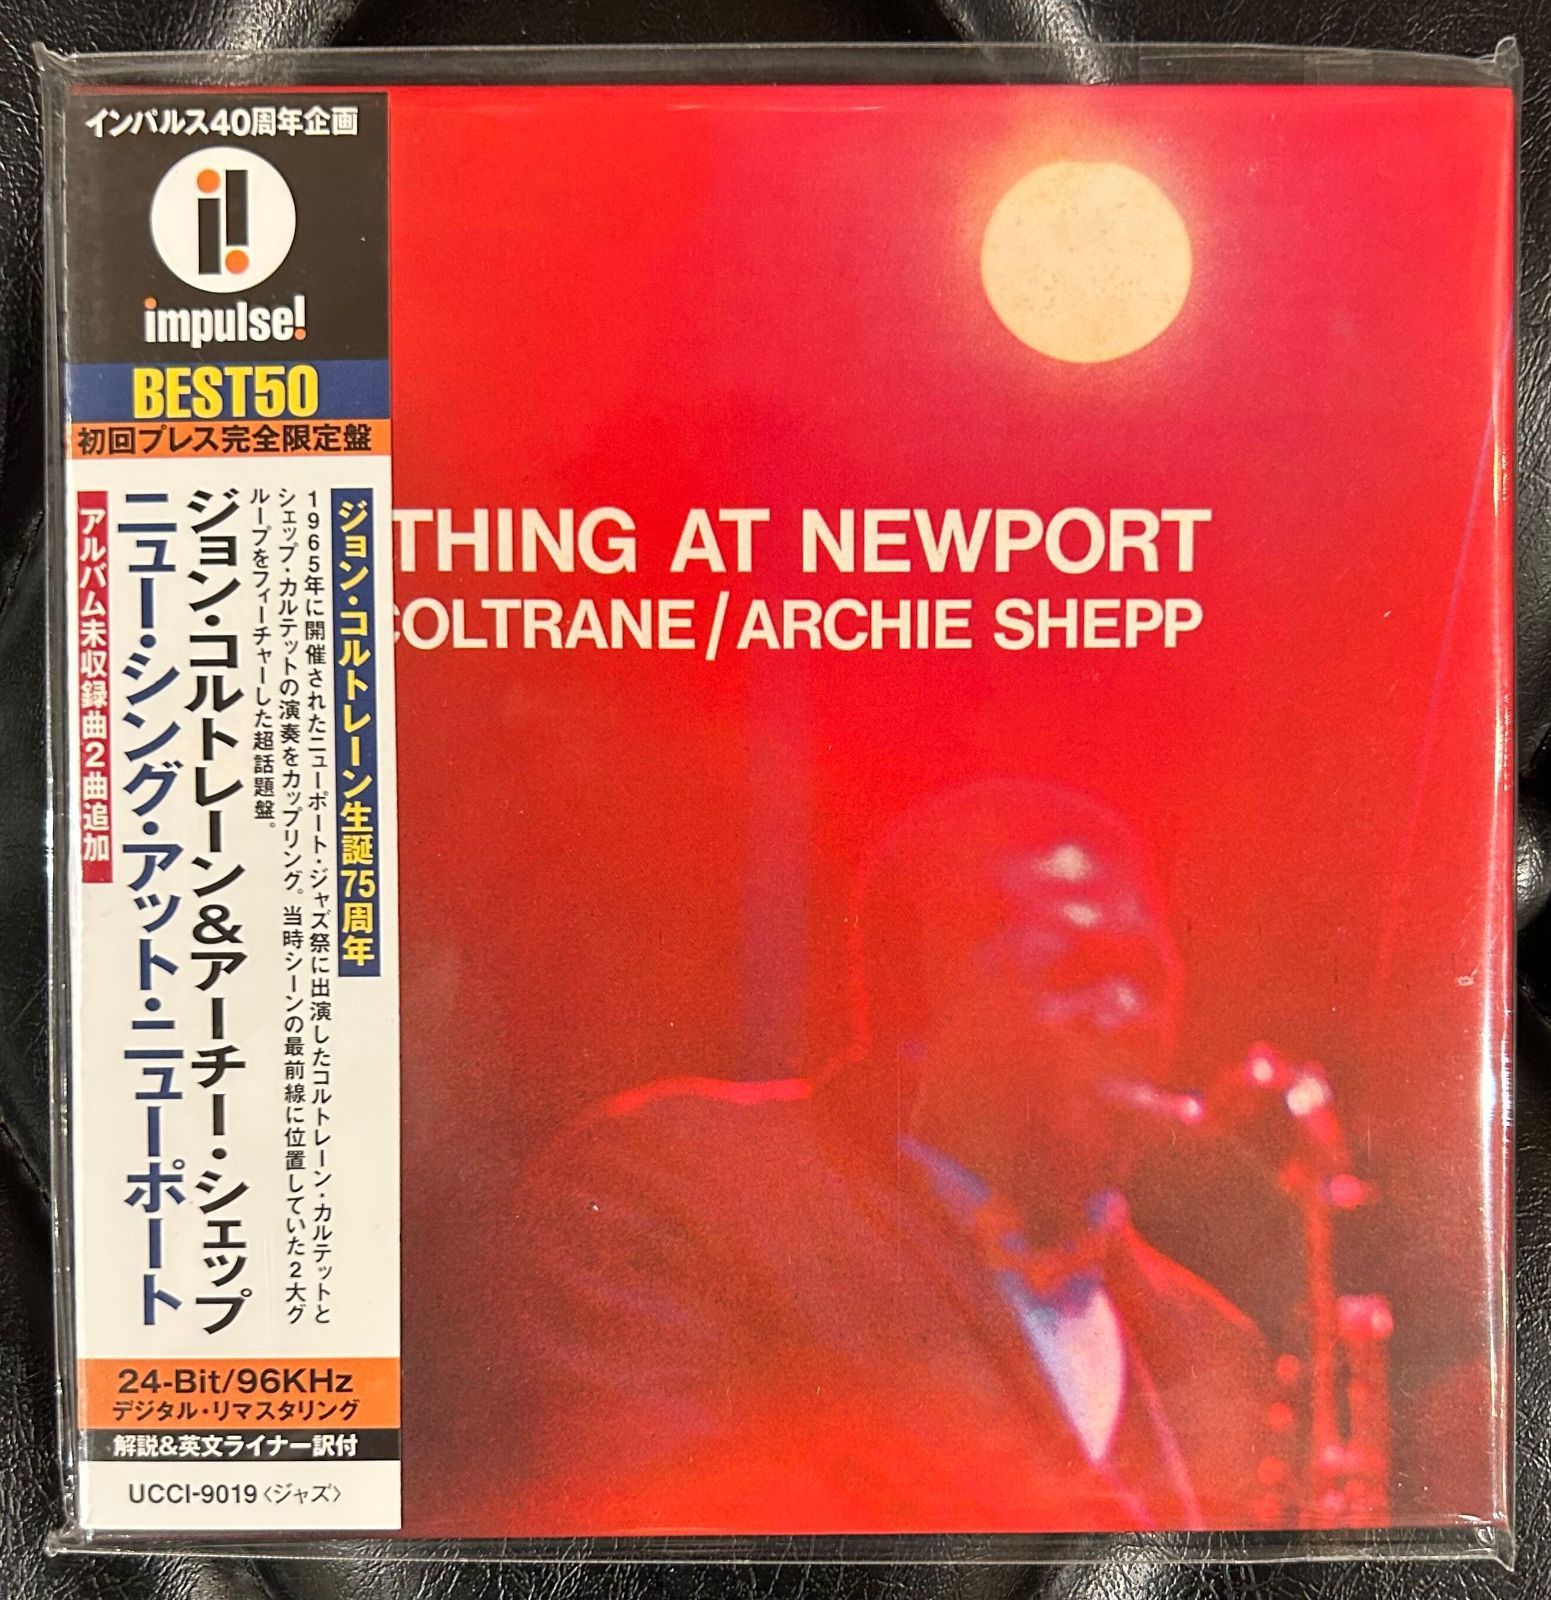 インパルス40周年企画
impulse!
BEST50
初回プレス完全限定盤
ジョン・コルトレーン生誕75周年
1965年に開催されたニューポート・ジャズ祭に出演したコルトレーン・カルテットと
シェップ・カルテットの演奏をカップリング。当時シーンの最前線に位置していた2大グ
ループをフィーチャーした超話題盤。
ジョン・コルトレーン&アーチー・シェップ
ニュー・シング・アット・ニューポート
アルバム未収録曲2曲追加
24-Bit/96KHz
デジタル・リマスタリング
解説&英文ライナー訳付
UCCI-9019〈ジャズ〉
THING AT NEWPORT
COLTRANE/ARCHIE SHEPP